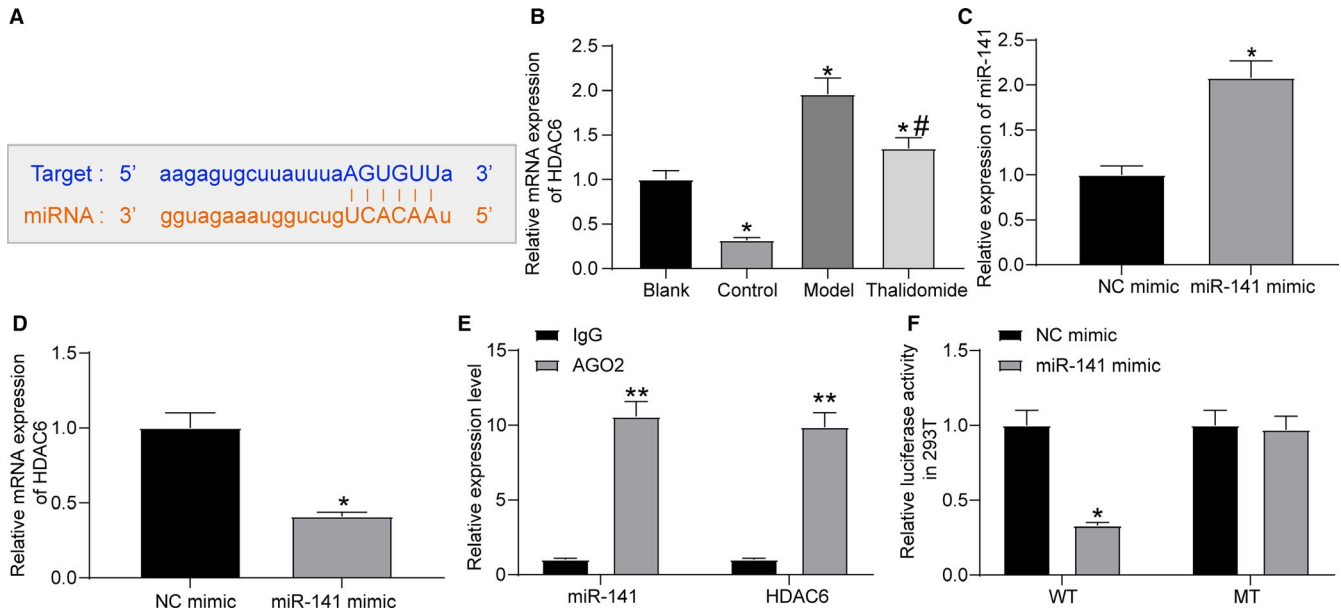 A
Target : 5’ aagagugcuuauuuaAGUGUUa 3’
miRNA : 3’ gguagaaauggucugUCACAAu 5’
B
Relative mRNA expression
of HDAC6
2.5
2.0
1.5
1.0
0.5
0.0
*
*
*#
Blank Control Model Thalidomide
C
Relative expression of miR-141
2.5
2.0
1.5
1.0
0.5
0.0
*
NC mimic miR-141 mimic
D
Relative mRNA expression
of HDAC6
1.5
1.0
0.5
0.0
*
NC mimic miR-141 mimic
E
IgG
AGO2
Relative expression level
15
10
5
0
**
**
miR-141 HDAC6
F
NC mimic
miR-141 mimic
Relative luciferase activity
in 293T
1.5
1.0
0.5
0.0
*
WT MT